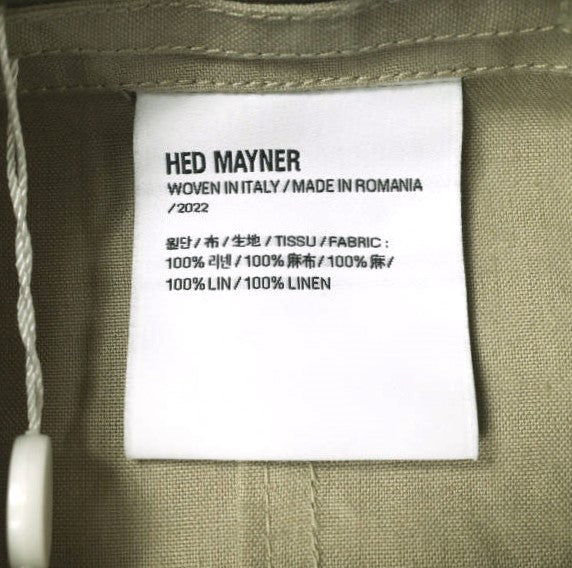 HED MAYNER
WOVEN IN ITALY / MADE IN ROMANIA
/2022
원단 / 布 / 生地 / TISSU / FABRIC :
100% 리넨 / 100% 麻布 / 100% 麻 /
100% LIN / 100% LINEN